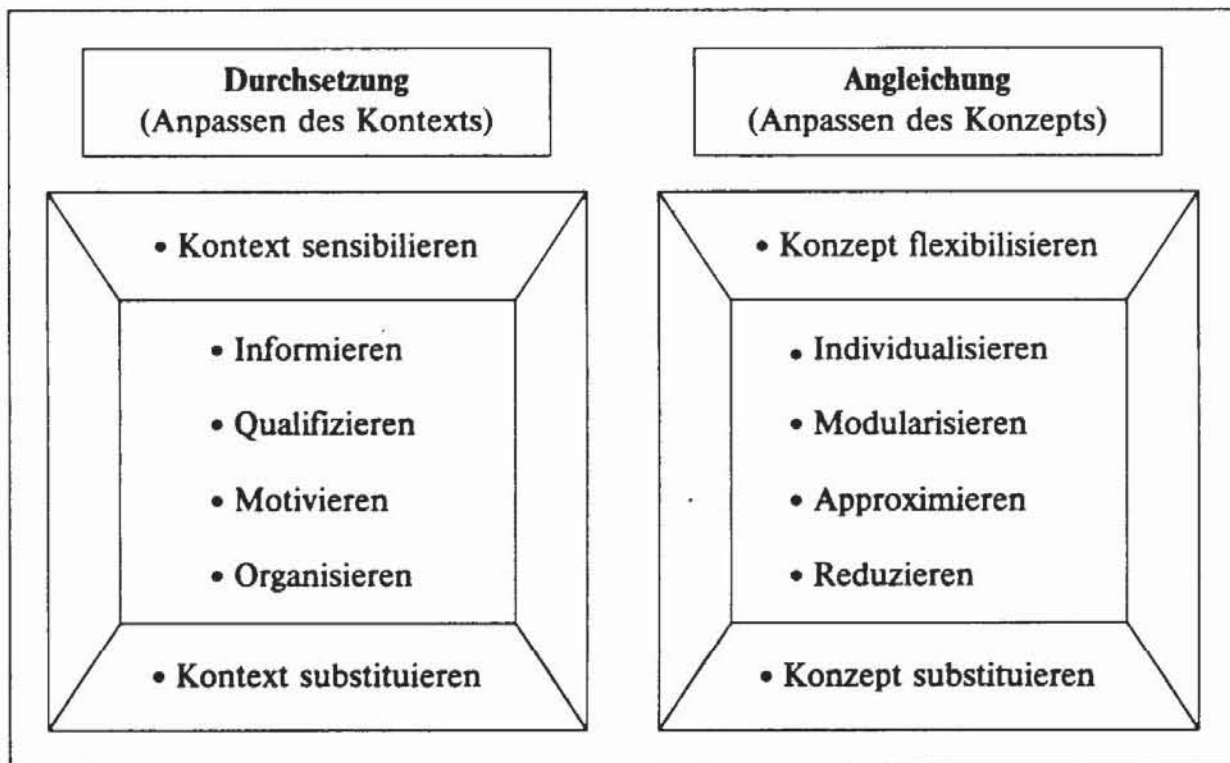 Durchsetzung
(Anpassen des Kontexts)
• Kontext sensibilieren
• Informieren
• Qualifizieren
• Motivieren
• Organisieren
• Kontext substituieren
Angleichung
(Anpassen des Konzepts)
• Konzept flexibilisieren
• Individualisieren
• Modularisieren
• Approximieren
• Reduzieren
• Konzept substituieren